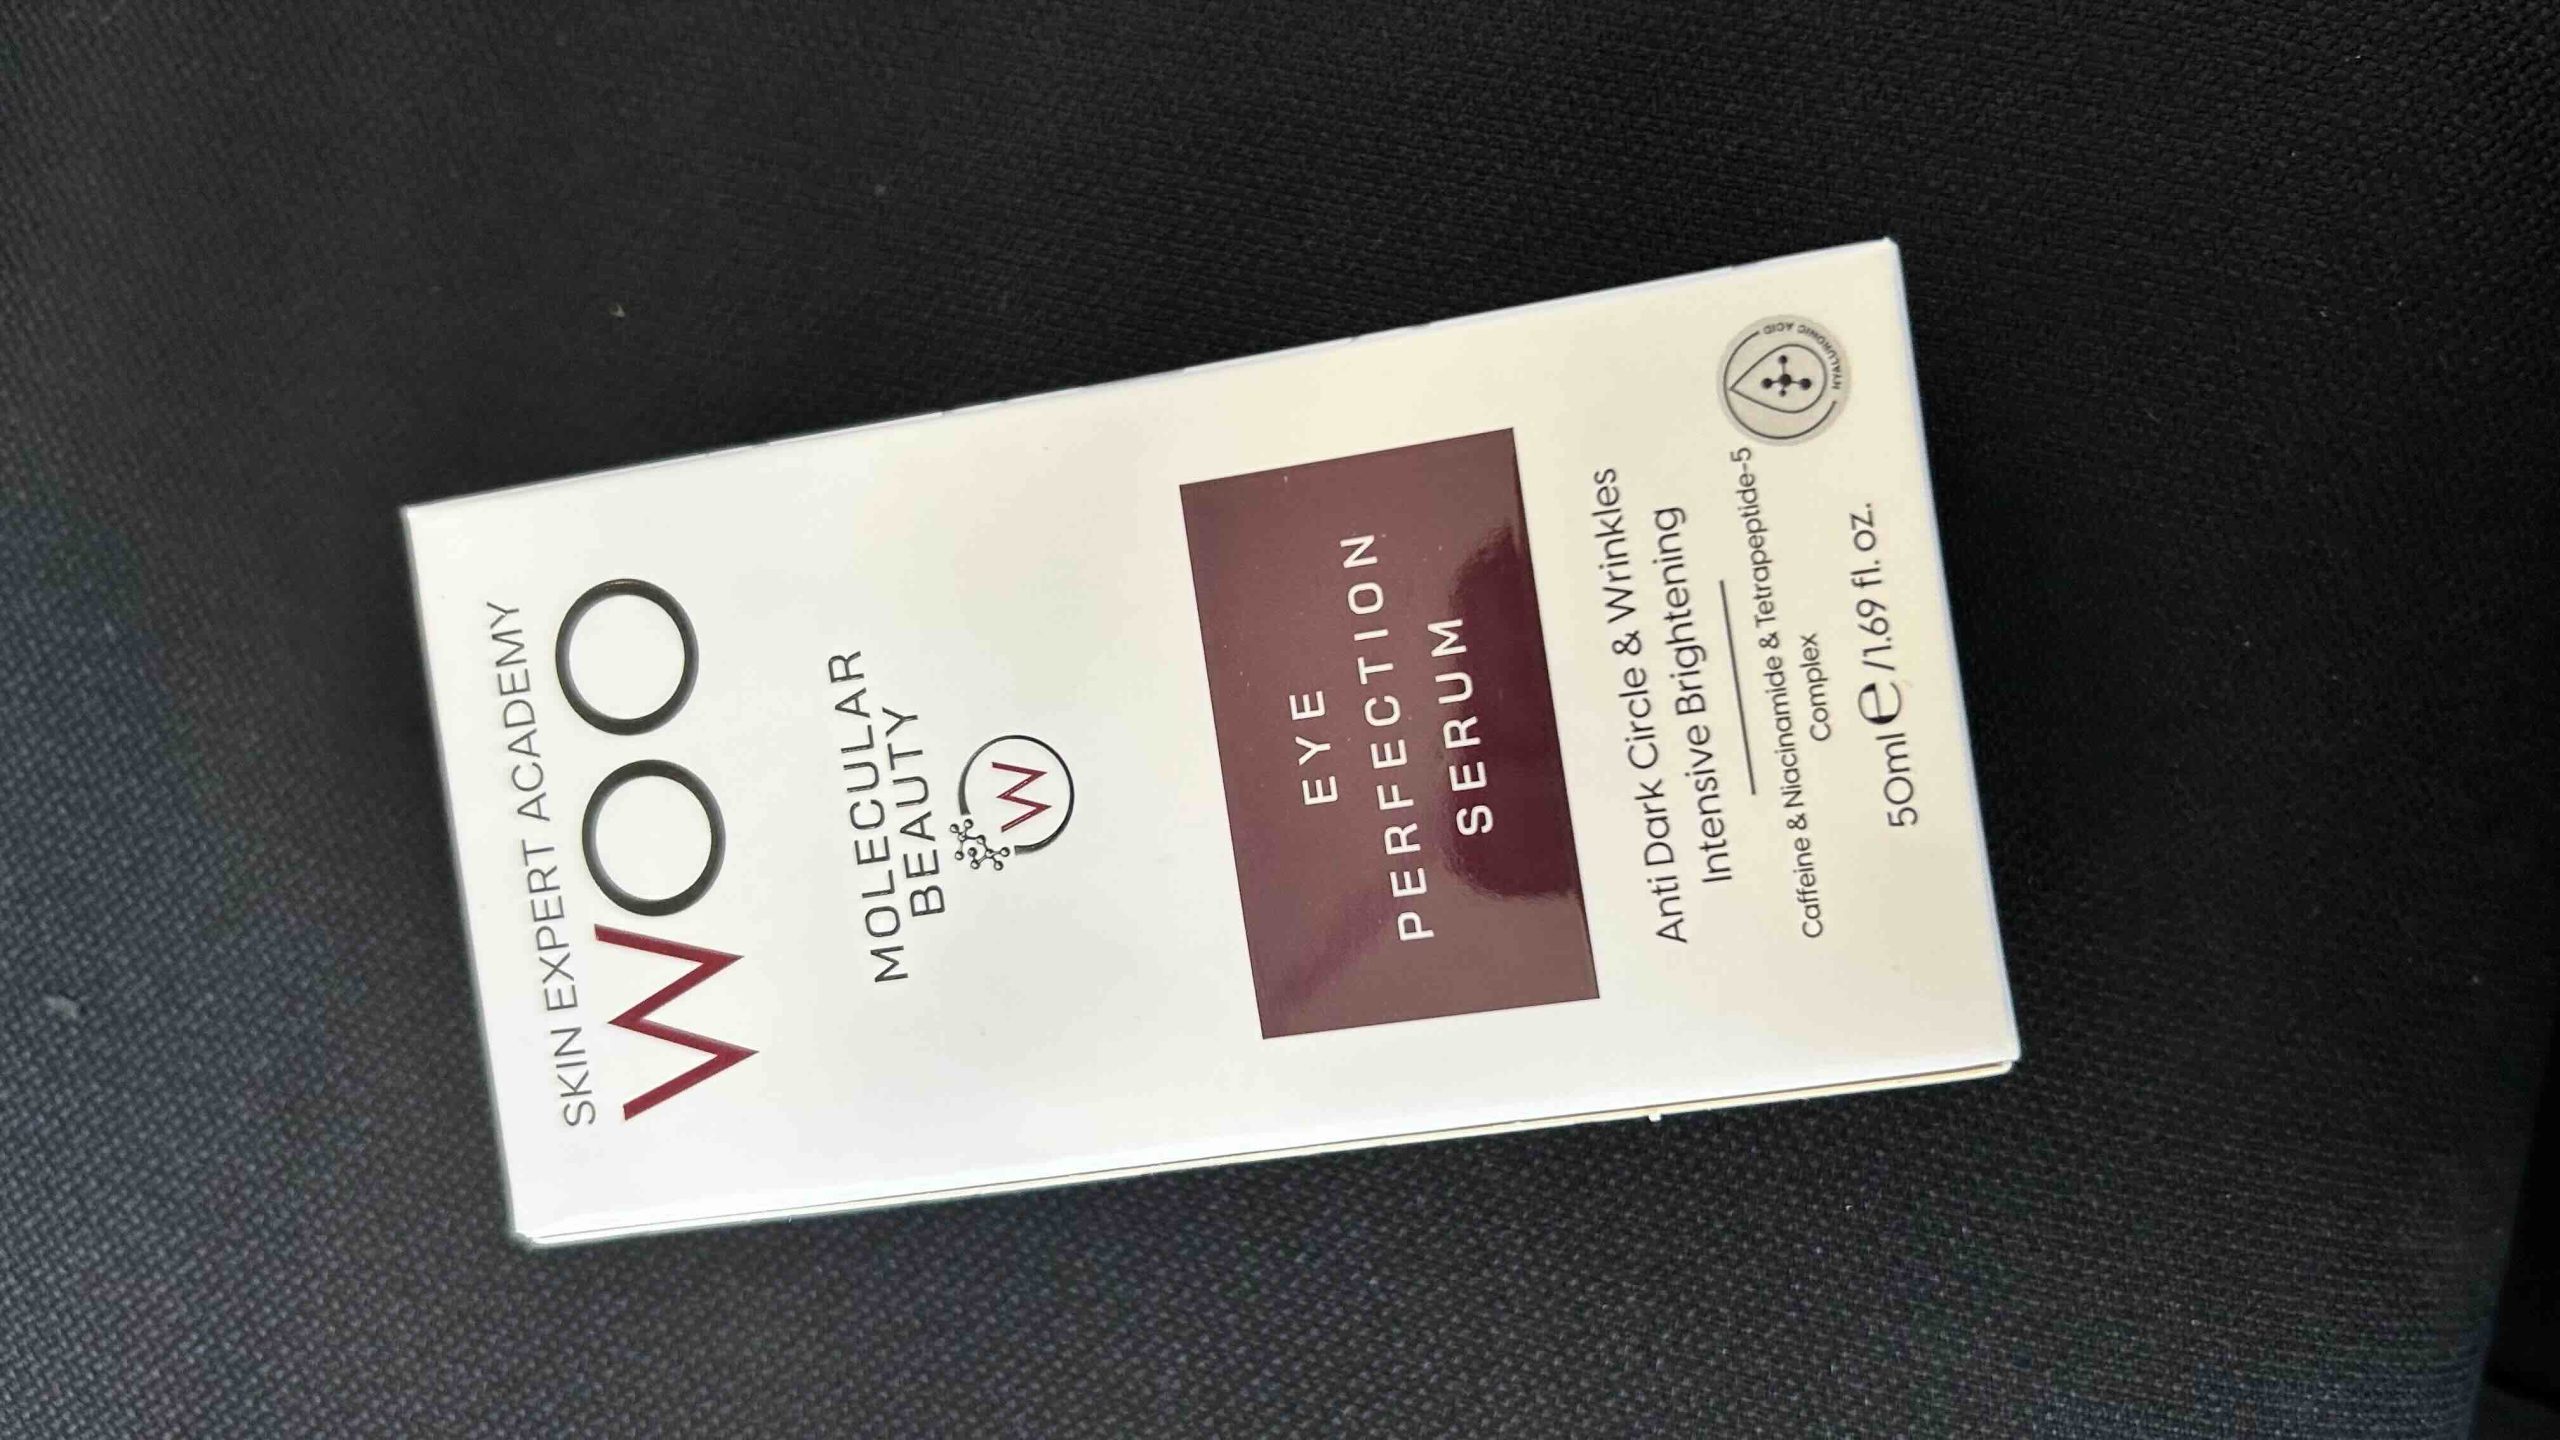 SKIN EXPERT ACADEMY
WOO
MOLECULAR
BEAUTY
W
EYE
PERFECTION
SERUM
Anti Dark Circle & Wrinkles
Intensive Brightening
Caffeine & Niacinamide & Tetrapeptide-5
Complex
HYALURONIC ACID
50ml ℮ /1.69 fl. oz.